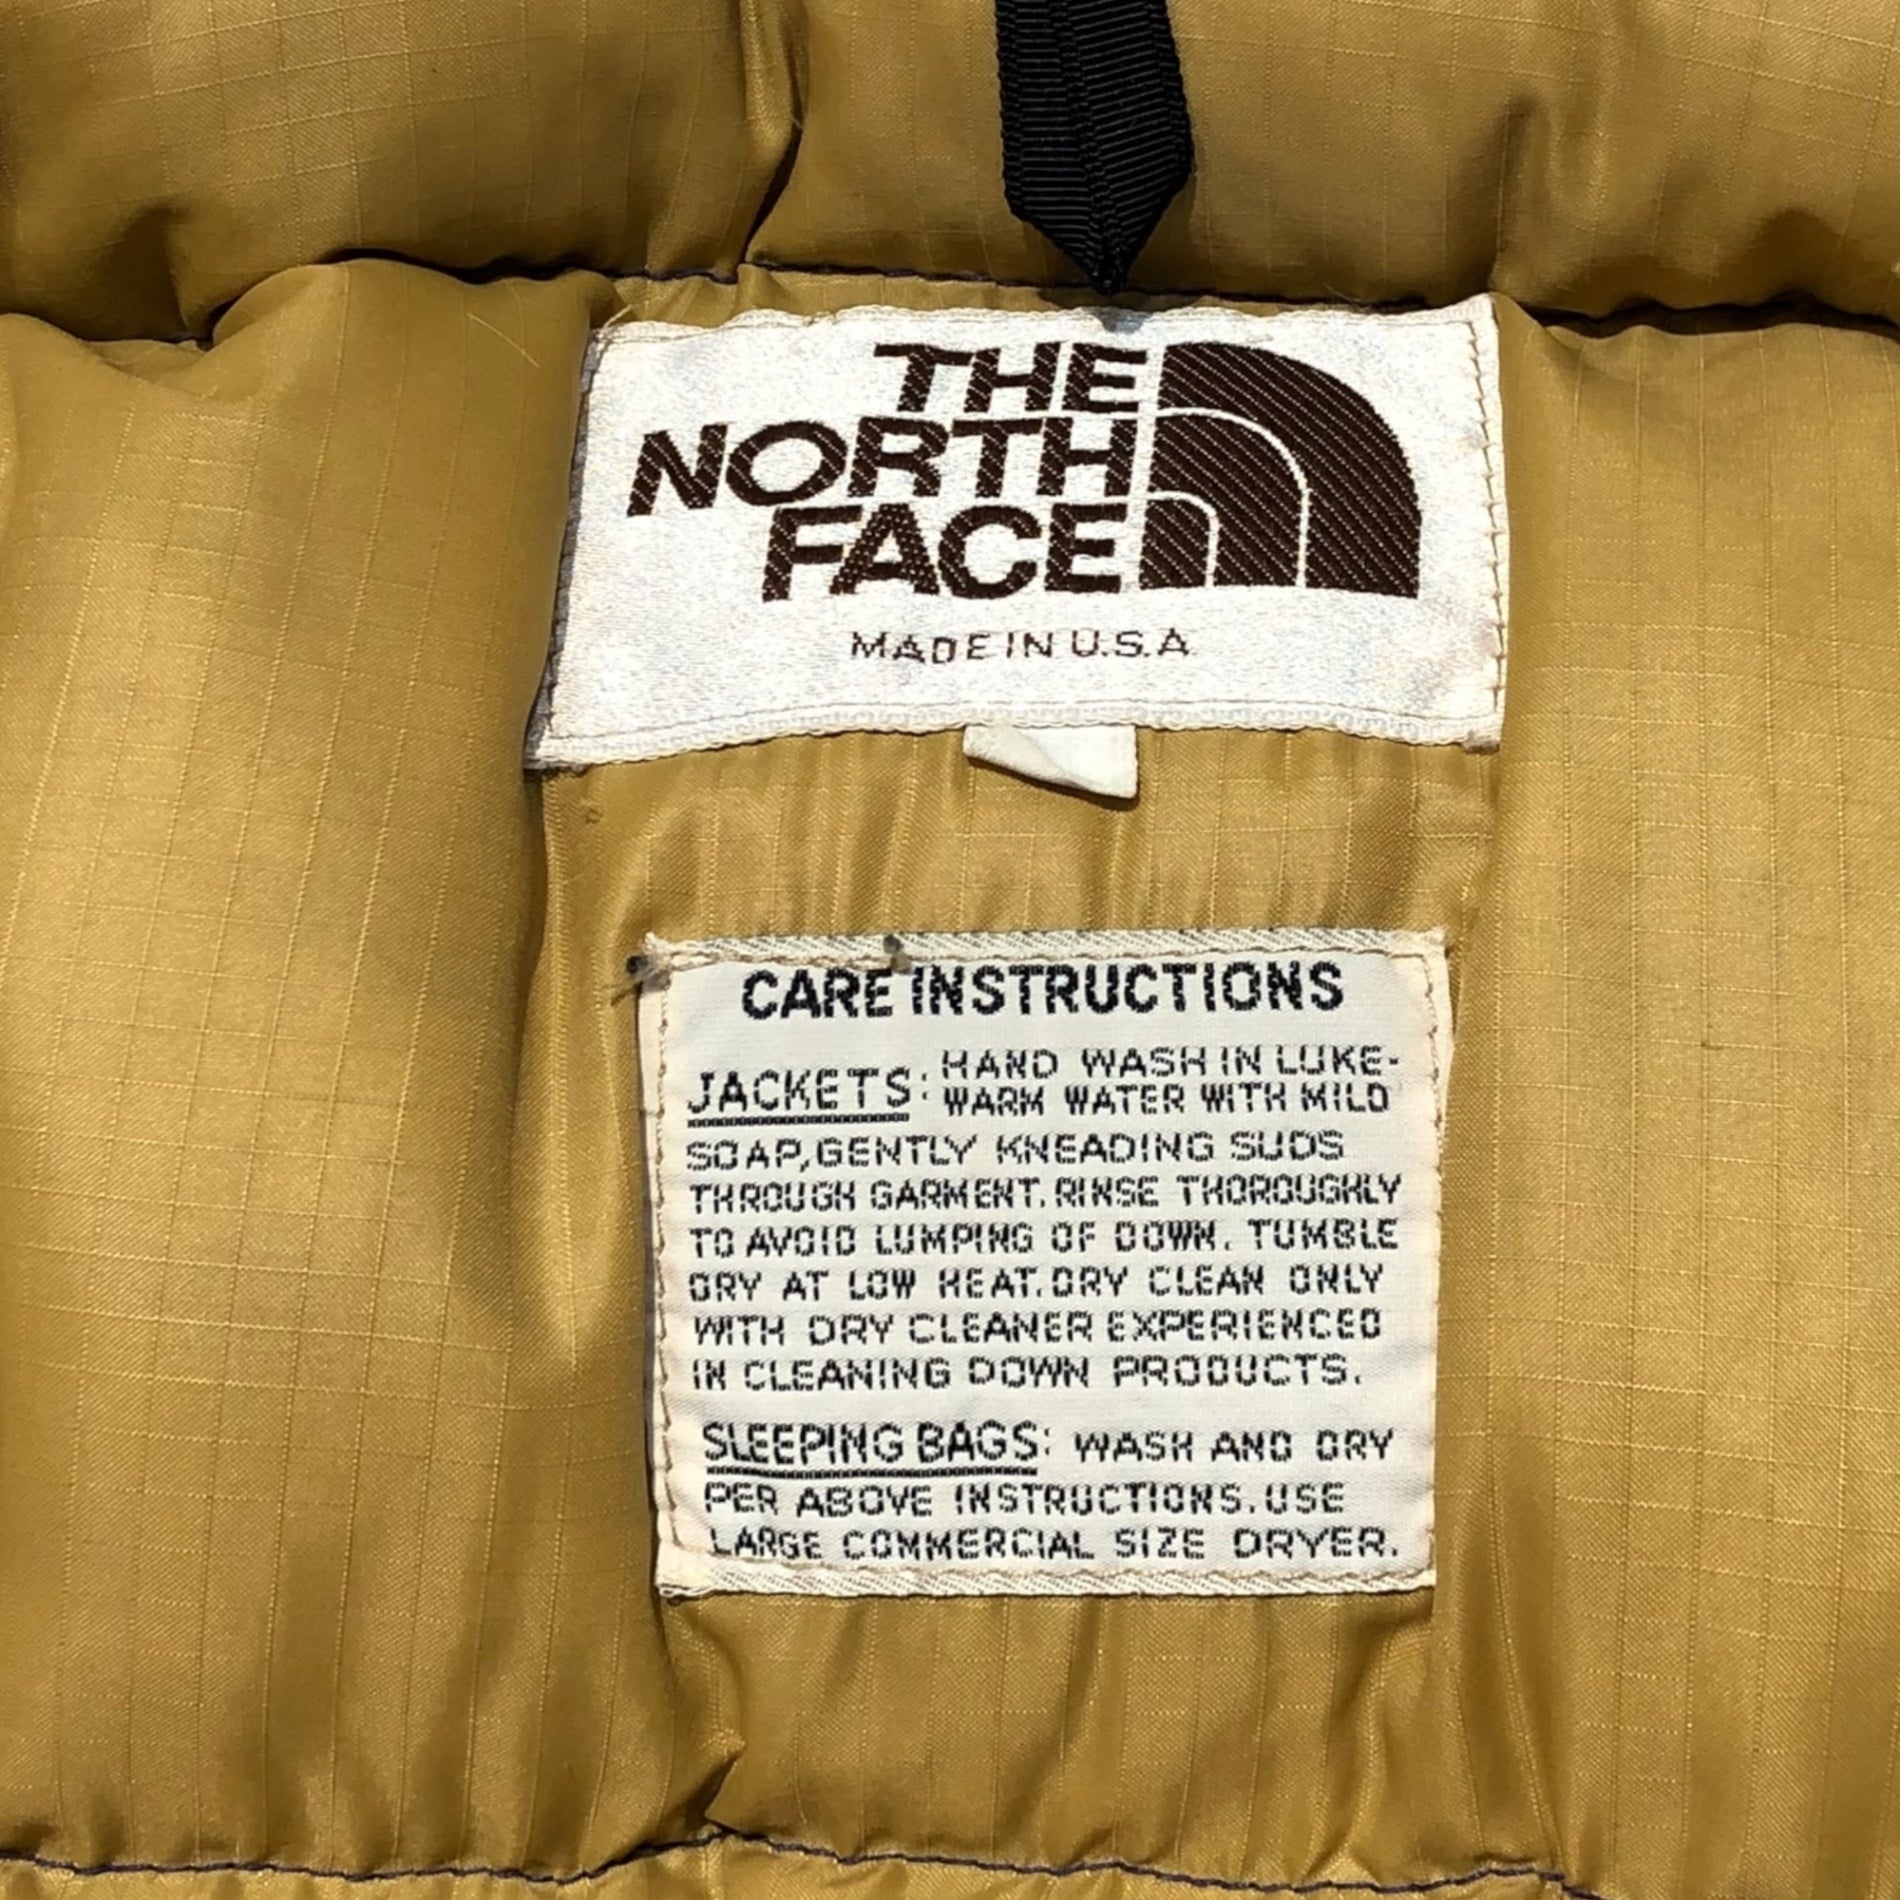 THE
NORTH
FACE
MADE IN U.S.A
CARE INSTRUCTIONS
JACKETS: HAND WASH IN LUKE-
WARM WATER WITH MILD
SOAP, GENTLY KNEADING SUDS
THROUGH GARMENT. RINSE THOROUGHLY
TO AVOID LUMPING OF DOWN. TUMBLE
DRY AT LOW HEAT. DRY CLEAN ONLY
WITH DRY CLEANER EXPERIENCED
IN CLEANING DOWN PRODUCTS.
SLEEPING BAGS: WASH AND DRY
PER ABOVE INSTRUCTIONS. USE
LARGE COMMERCIAL SIZE DRYER.